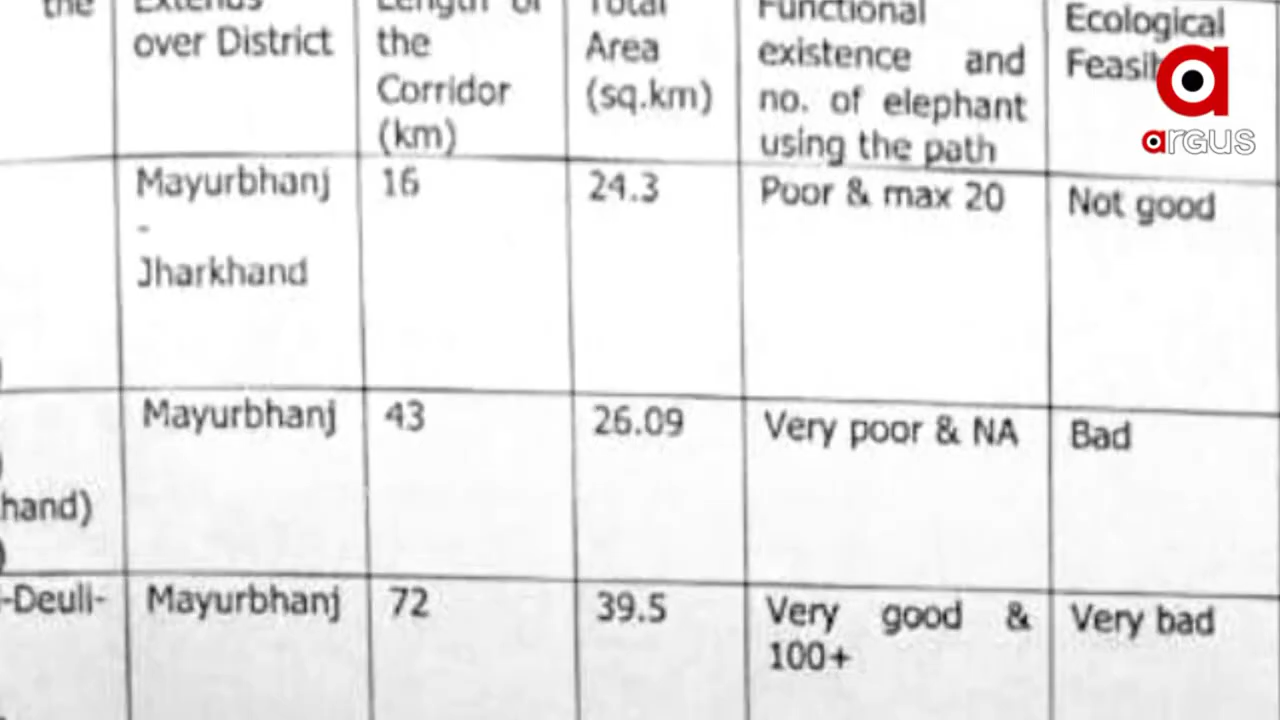 the
Extends
over District
Length of
the
Corridor
(km)
Total
Area
(sq.km)
Functional
existence and
no. of elephant
using the path
Ecological
argus
Mayurbhanj
-
Jharkhand
16
24.3
Poor & max 20
Not good
hand)
Mayurbhanj
43
26.09
Very poor & NA
Bad
-Deuli-
Mayurbhanj
72
39.5
Very good &
100+
Very bad